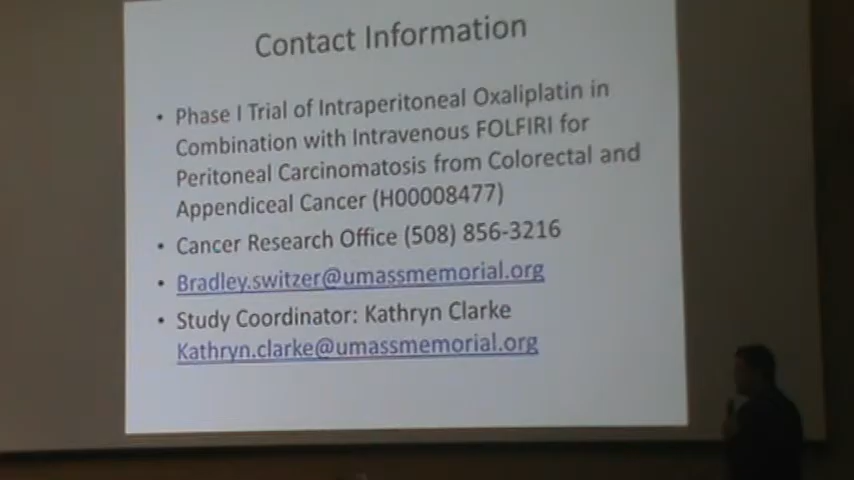 Contact Information
• Phase I Trial of Intraperitoneal Oxaliplatin in
Combination with Intravenous FOLFIRI for
Peritoneal Carcinomatosis from Colorectal and
Appendiceal Cancer (H00008477)
• Cancer Research Office (508) 856-3216
• Bradley.switzer@umassmemorial.org
• Study Coordinator: Kathryn Clarke
Kathryn.clarke@umassmemorial.org